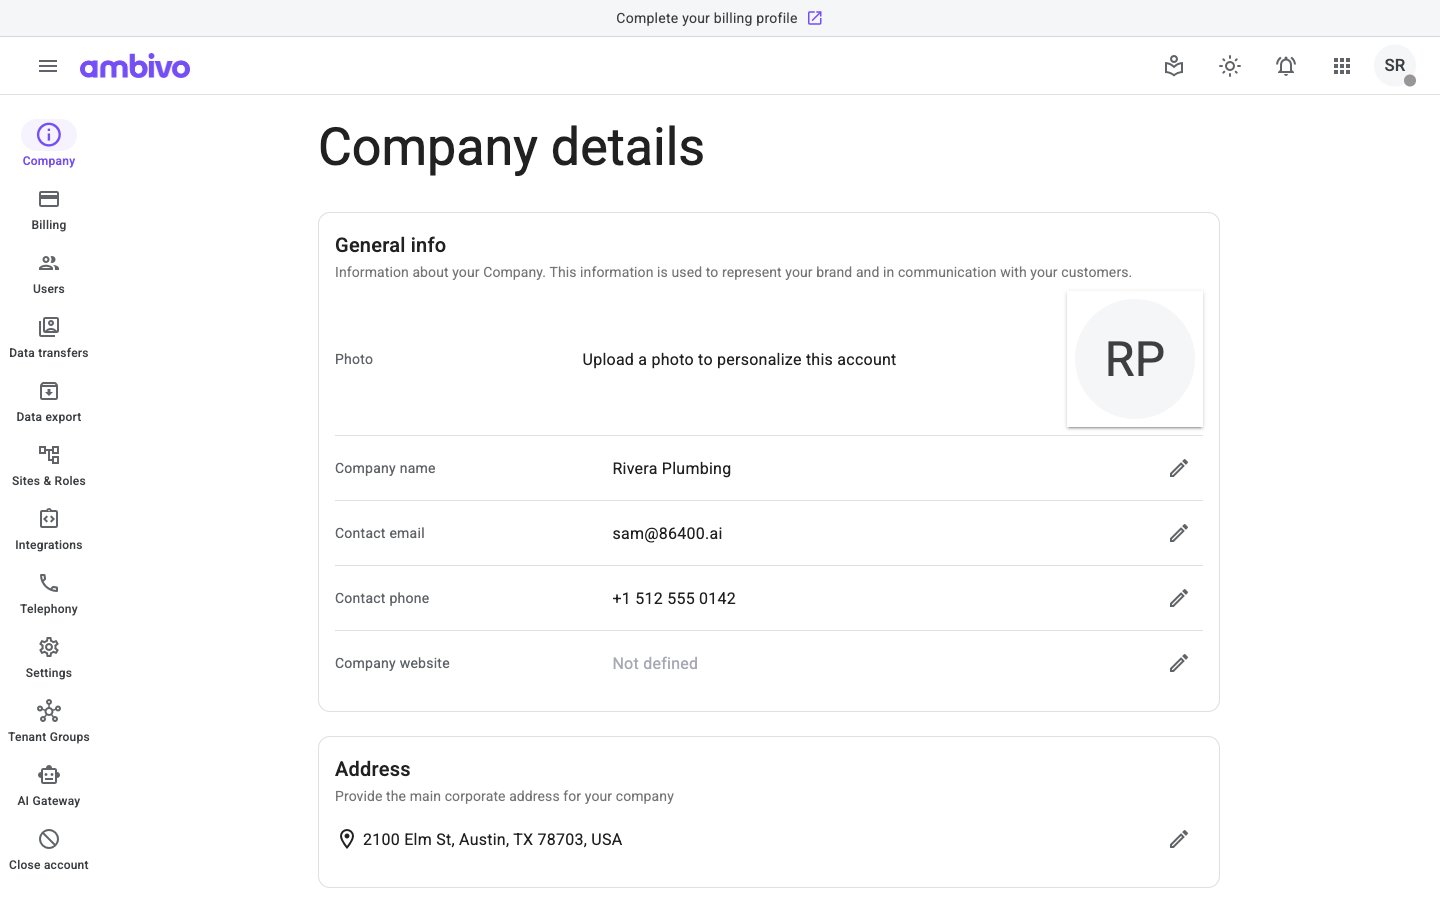 Complete your billing profile
ambivo
SR
Company
Billing
Users
Data transfers
Data export
Sites & Roles
Integrations
Telephony
Settings
Tenant Groups
AI Gateway
Close account
Company details
General info
Information about your Company. This information is used to represent your brand and in communication with your customers.
Photo
Upload a photo to personalize this account
RP
Company name
Rivera Plumbing
Contact email
sam@86400.ai
Contact phone
+1 512 555 0142
Company website
Not defined
Address
Provide the main corporate address for your company
2100 Elm St, Austin, TX 78703, USA